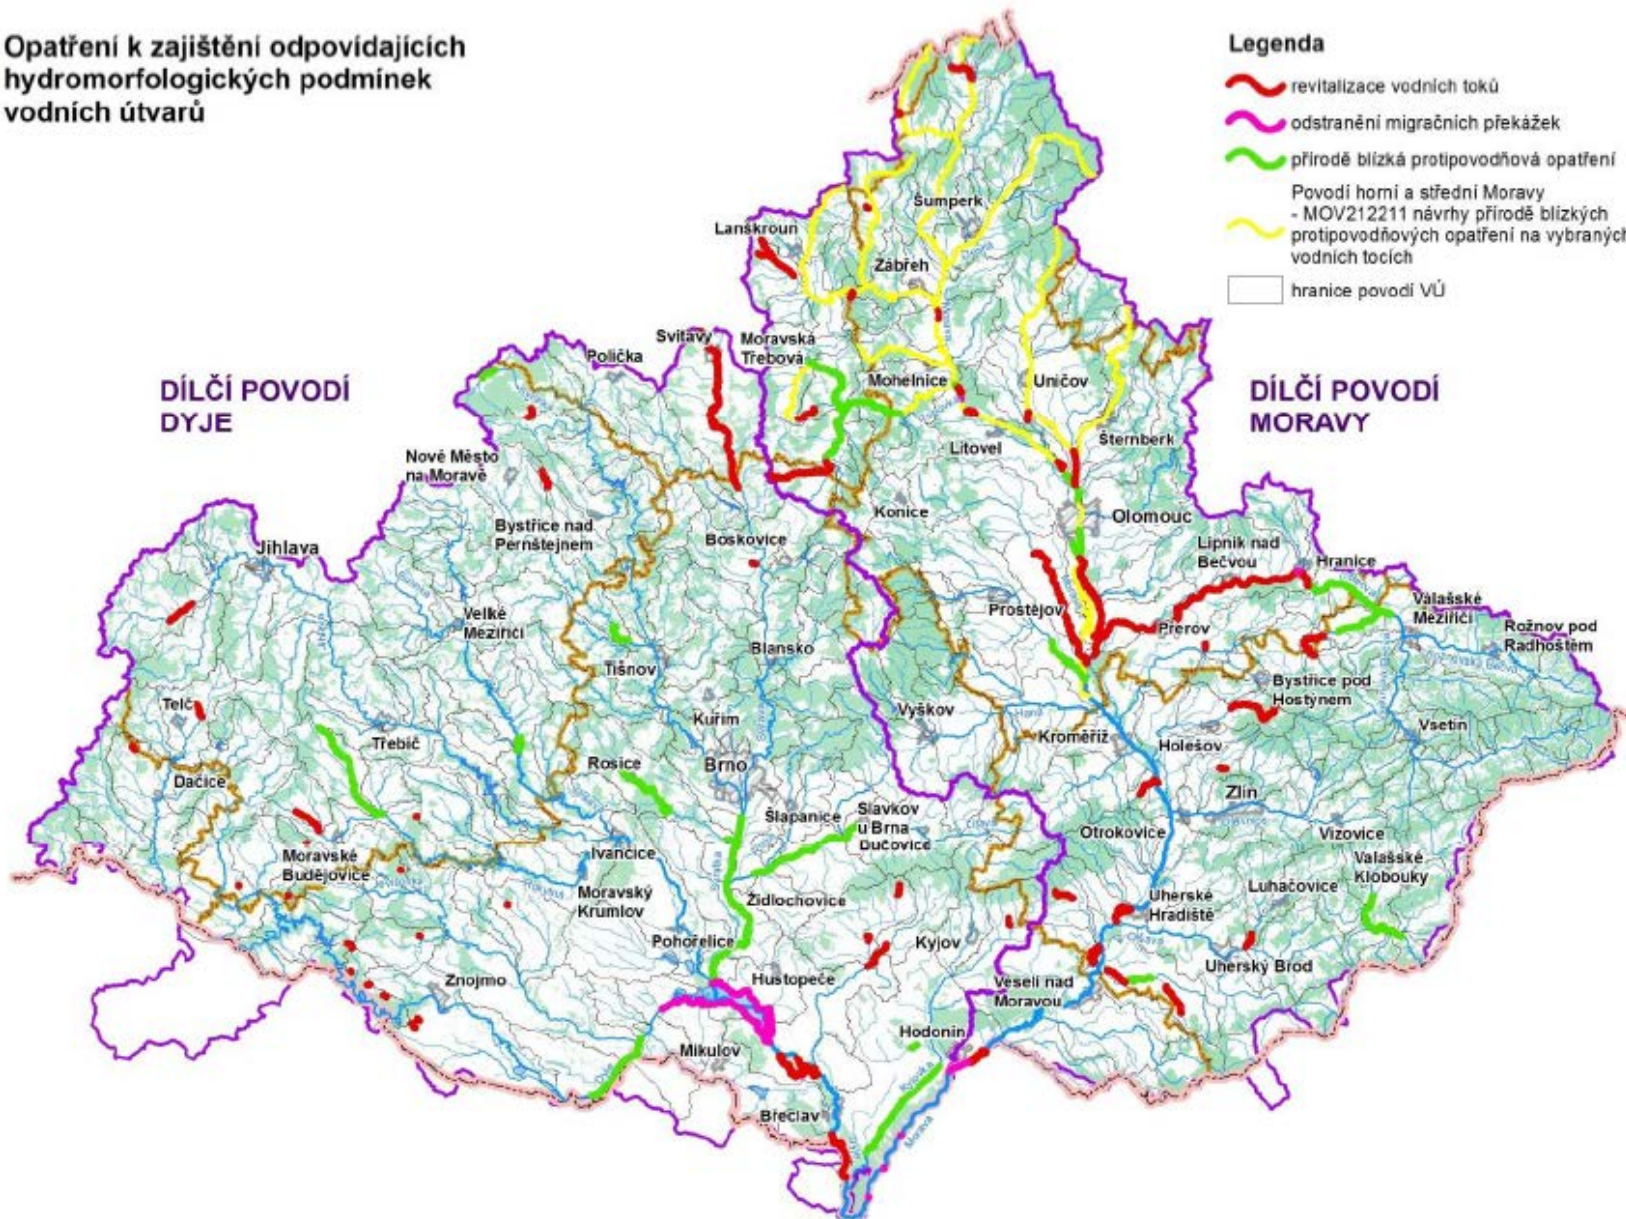 Opatření k zajištění odpovídajících
hydromorfologických podmínek
vodních útvarů
Legenda
revitalizace vodních toků
odstranění migračních překážek
přírodě blízká protipovodňová opatření
Povodí horní a střední Moravy
- MOV212211 návrhy přírodě blízkých
protipovodňových opatření na vybraných
vodních tocích
hranice povodí VÚ
DÍLČÍ POVODÍ
DYJE
DÍLČÍ POVODÍ
MORAVY
Šumperk
Lanškroun
Zábřeh
Svitavy
Moravská
Třebová
Polička
Mohelnice
Uničov
Litovel
Šternberk
Nové Město
na Moravě
Konice
Olomouc
Bystřice nad
Pernštejnem
Boskovice
Jihlava
Lipník nad
Bečvou
Hranice
Prostějov
Přerov
Valašské
Meziříčí
Rožnov pod
Radhoštěm
Velké
Meziříčí
Blansko
Tišnov
Bystřice pod
Hostýnem
Telč
Kuřim
Vyškov
Vsetín
Třebíč
Kroměříž
Holešov
Rosice
Brno
Dačice
Zlín
Šlapanice
Slavkov
u Brna
Bučovice
Otrokovice
Vizovice
Ivančice
Moravské
Budějovice
Valašské
Klobouky
Luhačovice
Moravský
Krumlov
Židlochovice
Uherské
Hradiště
Pohořelice
Kyjov
Uherský Brod
Znojmo
Hustopeče
Veselí nad
Moravou
Hodonín
Mikulov
Kyjovka
Břeclav
Morava